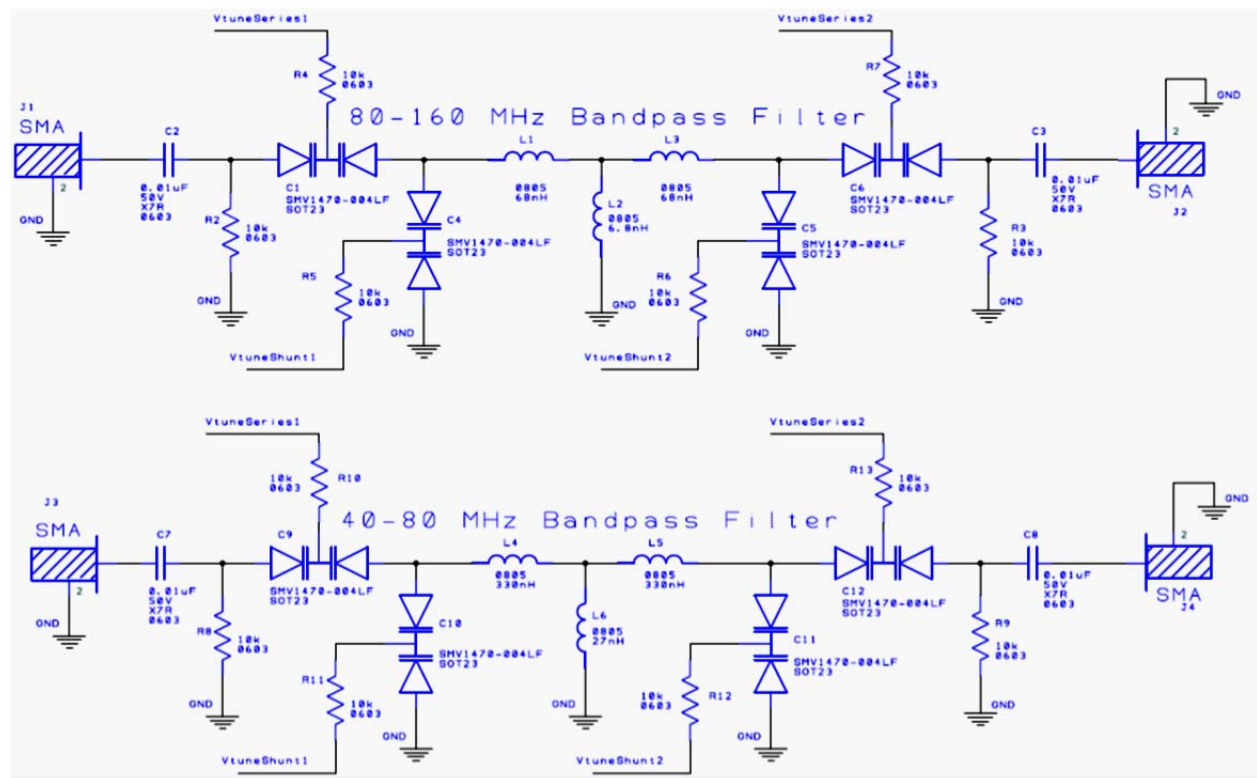 VtuneSeries1
VtuneSeries2
R4
10k
0603
R7
10k
0603
GND
J1
SMA
80-160 MHz Bandpass Filter
2
C2
L1
L3
C3
2
GND
0.01uF
50V
X7R
0603
R2
10k
0603
GND
C1
SMV1470-004LF
SOT23
C4
SMV1470-004LF
SOT23
0805
68nH
L2
0805
6.8nH
GND
0805
68nH
C5
SMV1470-004LF
SOT23
C6
SMV1470-004LF
SOT23
R3
10k
0603
GND
0.01uF
50V
X7R
0603
SMA
J2
R5
10k
0603
GND
R6
10k
0603
GND
VtuneShunt1
VtuneShunt2
VtuneSeries1
VtuneSeries2
10k
0603
R10
R13
10k
0603
GND
J3
SMA
40-80 MHz Bandpass Filter
2
C7
C9
L4
L5
C8
2
GND
0.01uF
50V
X7R
0603
R8
10k
0603
GND
SMV1470-004LF
SOT23
C10
SMV1470-004LF
SOT23
0805
330nH
L6
0805
27nH
GND
0805
330nH
C11
SMV1470-004LF
SOT23
C12
SMV1470-004LF
SOT23
R9
10k
0603
GND
0.01uF
50V
X7R
0603
SMA
J4
R11
10k
0603
GND
10k
0603
R12
GND
VtuneShunt1
VtuneShunt2